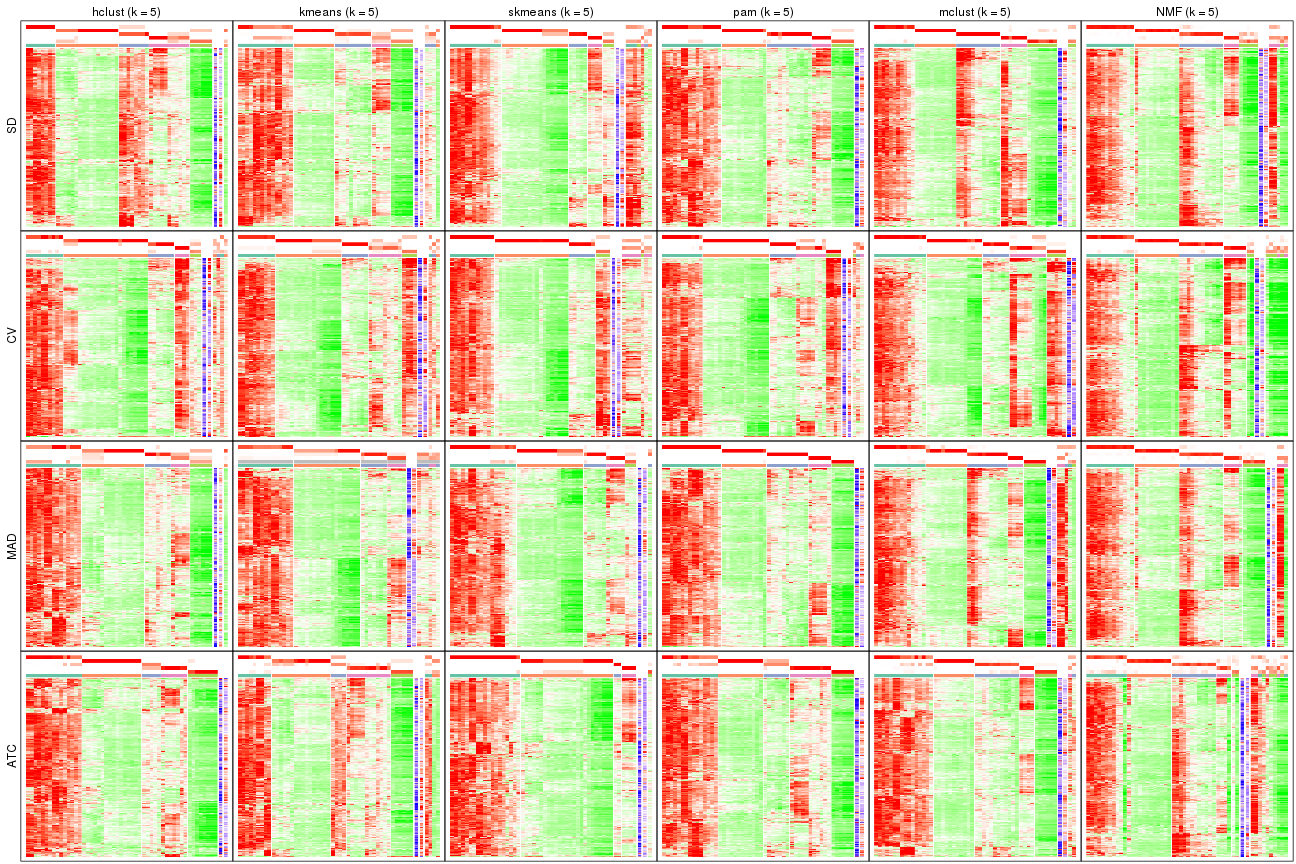 hclust (k = 5) kmeans (k = 5) skmeans (k = 5) pam (k = 5) mclust (k = 5) NMF (k = 5)
SD
CV
MAD
ATC